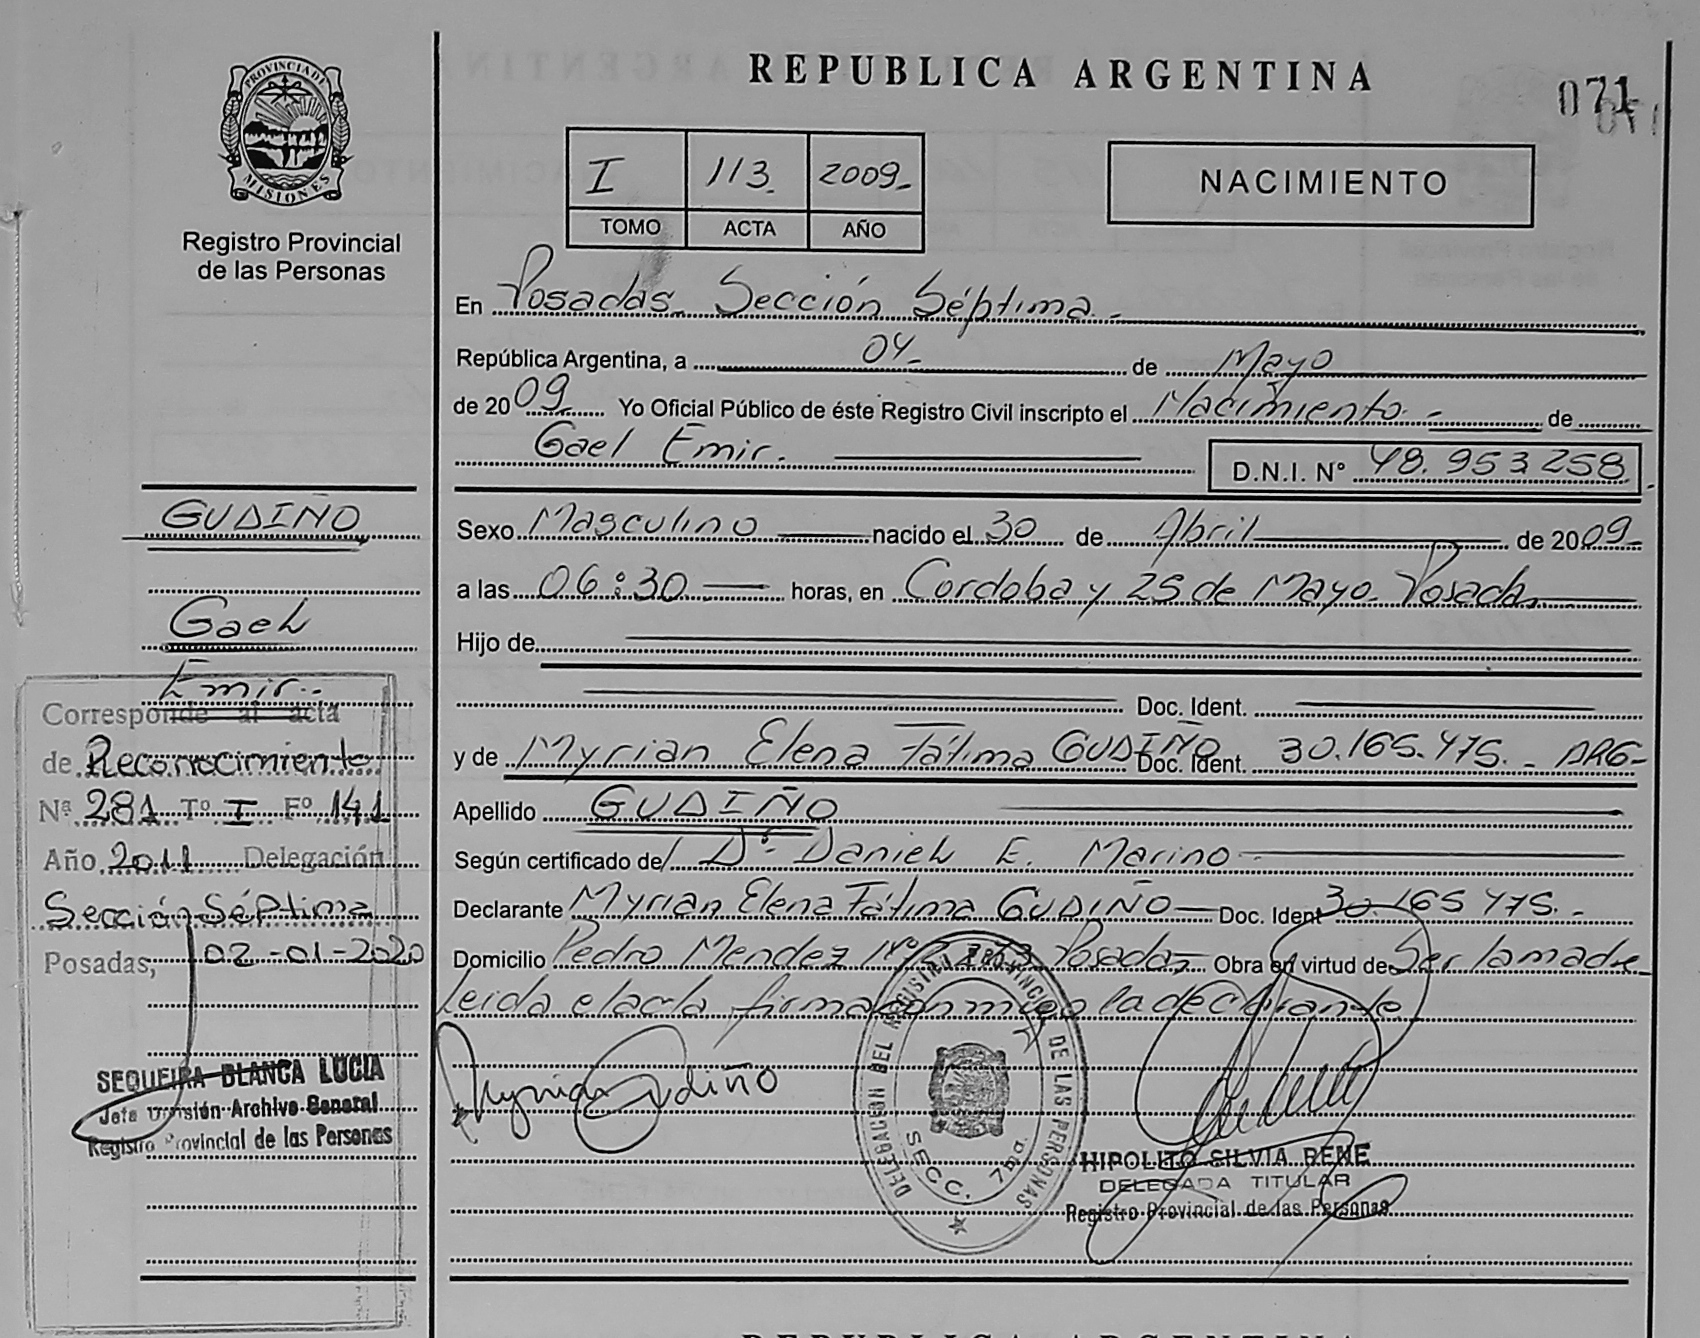 REPUBLICA ARGENTINA
071
PROVINCIA DE
MISIONES
Registro Provincial
de las Personas
I 113 2009
TOMO ACTA AÑO
NACIMIENTO
En Posadas Sección Séptima
República Argentina, a 04 de Mayo
de 2009 Yo Oficial Público de éste Registro Civil inscripto el Nacimiento de
Gael Emir. D.N.I. Nº 48.953258
Sexo Masculino nacido el 30 de Abril de 2009
a las 06:30 horas, en Cordoba y 25 de Mayo Posadas
Hijo de
Doc. Ident.
y de Myrian Elena Fátima GUDIÑO Doc. Ident. 30.165.475. ARG
Apellido GUDIÑO
Según certificado de/ Dr. Daniel E. Marino
Declarante Myrian Elena Fátima GUDIÑO Doc. Ident 30.165475.
Domicilio Pedro Mendez Nº Posadas Obra en virtud de Ser la madre
leida el acta firma conmigo la declarante
Myrian Gudiño
DELEGACION DEL REGISTRO PROVINCIAL DE LAS PERSONAS
SECC. 7ma.
HIPOLITO SILVIA RENE
DELEGADA TITULAR
Registro Provincial de las Personas
GUDIÑO
Gael
Emir
Corresponde al acta
de Reconocimiento
Nª 281 Tº I Fº 141
Año 2011 Delegación
Sección Séptima
Posadas, 02-01-2020
SEQUEIRA BLANCA LUCIA
Jefa División Archivo General
Registro Provincial de las Personas
REPUBLICA ARGENTINA